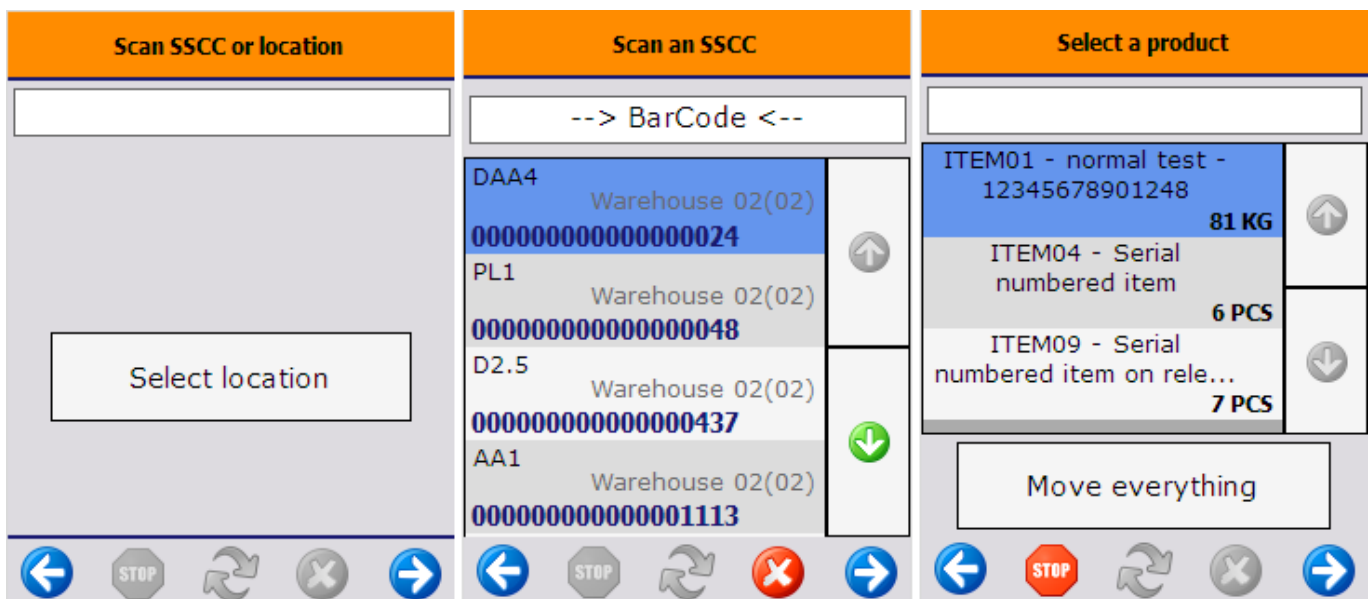 Scan SSCC or location
Select location
STOP
Scan an SSCC
--> BarCode <--
DAA4
Warehouse 02(02)
000000000000000024
PL1
Warehouse 02(02)
000000000000000048
D2.5
Warehouse 02(02)
000000000000000437
AA1
Warehouse 02(02)
000000000000001113
STOP
Select a product
ITEM01 - normal test -
12345678901248
81 KG
ITEM04 - Serial
numbered item
6 PCS
ITEM09 - Serial
numbered item on rele...
7 PCS
Move everything
STOP